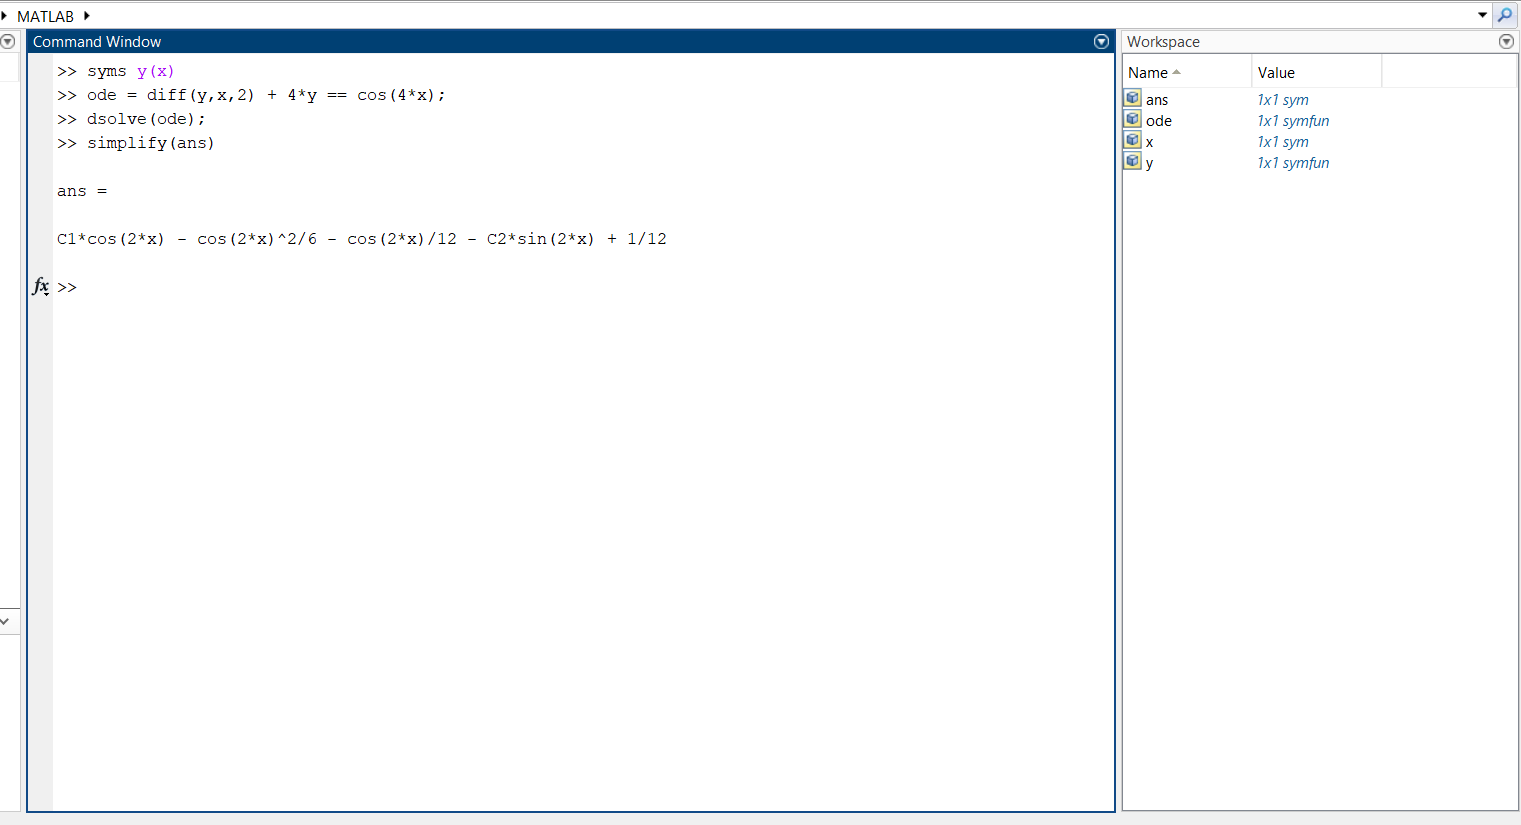 MATLAB
Command Window
>> syms y(x)
>> ode = diff(y,x,2) + 4*y == cos(4*x);
>> dsolve(ode);
>> simplify(ans)
ans =
C1*cos(2*x) - cos(2*x)^2/6 - cos(2*x)/12 - C2*sin(2*x) + 1/12
fx >>
Workspace
Name Value
ans 1x1 sym
ode 1x1 symfun
x 1x1 sym
y 1x1 symfun